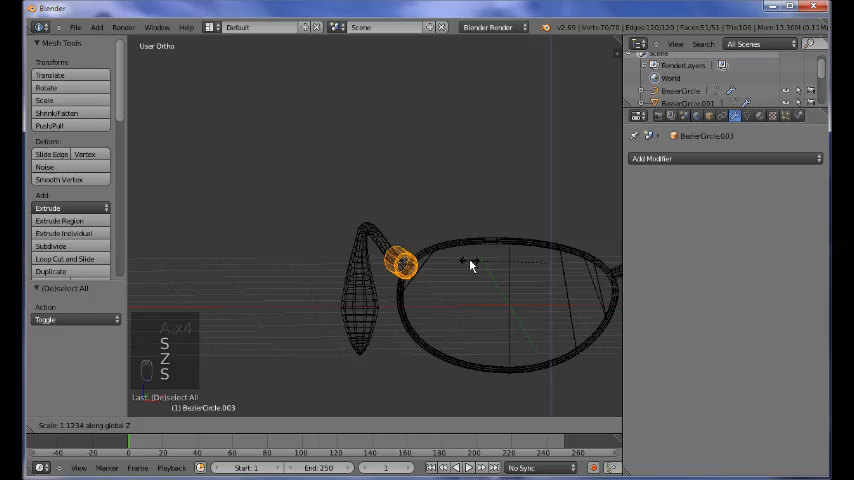 Blender
File Add Render Window Help Default Scene Blender Render v2.69 | Verts:70/70 | Edges:120/120 | Faces:51/51 | Tris:108 | Mem:13.30M (0.11M
Mesh Tools
Transform:
Translate
Rotate
Scale
Shrink/Fatten
Push/Pull
Deform:
Slide Edge Vertex
Noise
Smooth Vertex
Add:
Extrude
Extrude Region
Extrude Individual
Subdivide
Loop Cut and Slide
Duplicate
(De)select All
Action
Toggle
User Ortho
A x4
S
Z
S
Last: (De)select All
(1) BezierCircle.003
View Search All Scenes
Scene
RenderLayers
World
BezierCircle
BezierCircle.001
BezierCircle.003
Add Modifier
Scale: 1.1234 along global Z
-40 -20 0 20 40 60 80 100 120 140 160 180 200 220 240 260
View Marker Frame Playback Start: 1 End: 250 1 No Sync